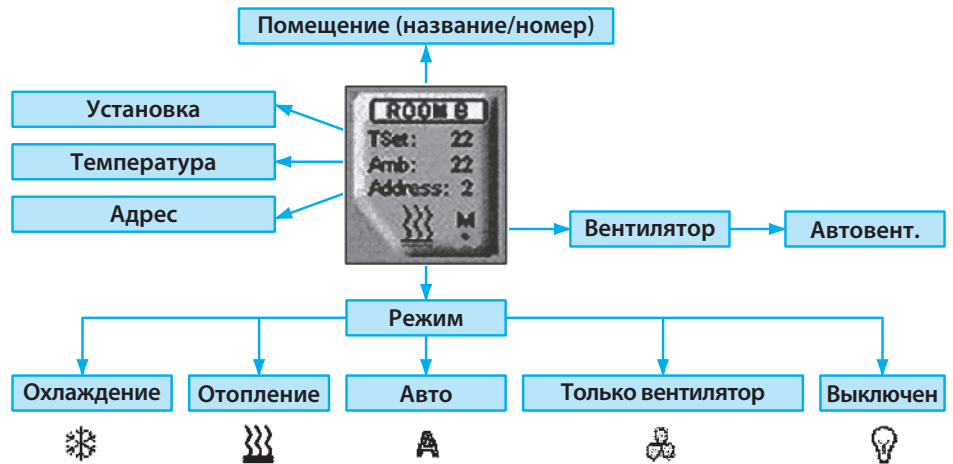 Помещение (название/номер)
Установка
Температура
Адрес
ROOM B
TSet: 22
Amb: 22
Address: 2
M
Вентилятор
Автовент.
Режим
Охлаждение
Отопление
Авто
Только вентилятор
Выключен
A